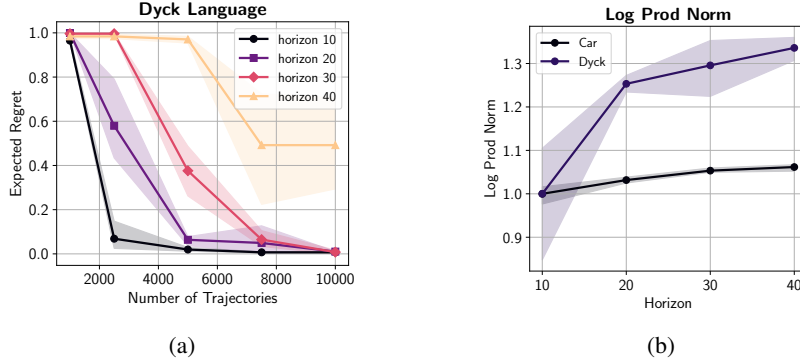 Dyck Language
1.0
0.8
0.6
0.4
0.2
0.0
Expected Regret
horizon 10
horizon 20
horizon 30
horizon 40
2000
4000
6000
8000
10000
Number of Trajectories
(a)
Log Prod Norm
1.3
1.2
1.1
1.0
0.9
Log Prod Norm
Car
Dyck
10
20
30
40
Horizon
(b)